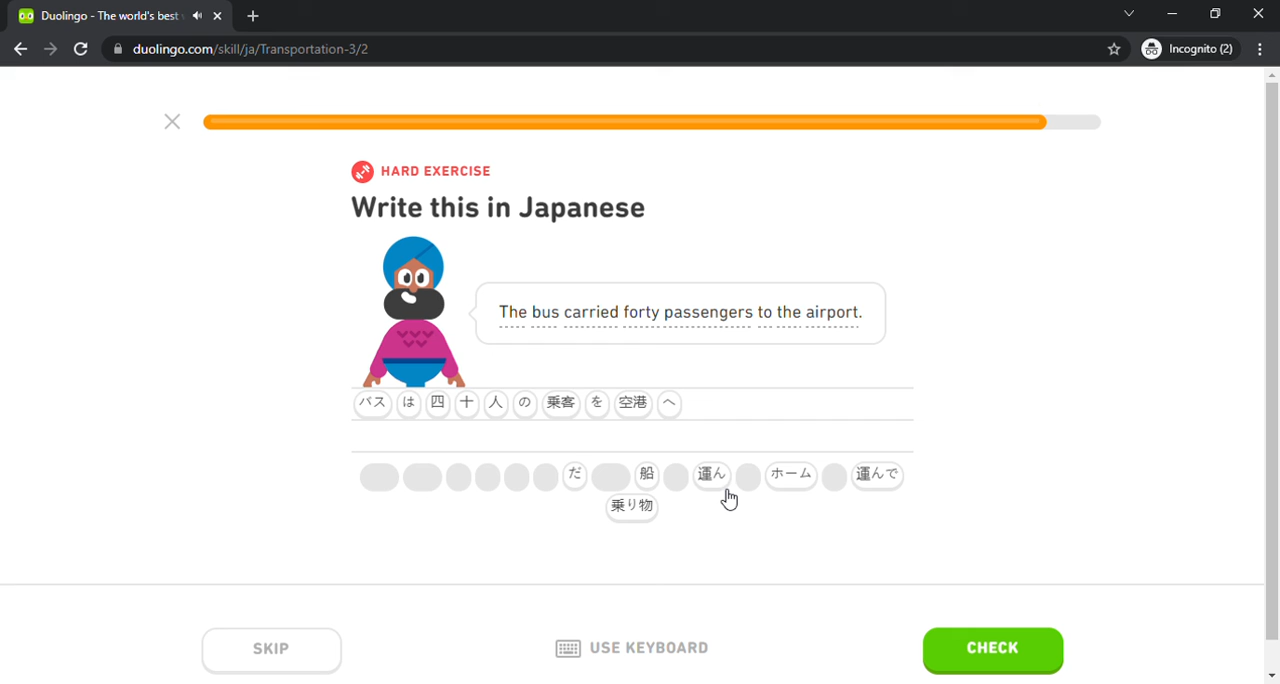 Duolingo - The world's best
duolingo.com/skill/ja/Transportation-3/2
Incognito (2)
HARD EXERCISE
Write this in Japanese
The bus carried forty passengers to the airport.
バス は 四 十 人 の 乗客 を 空港 へ
だ 船 運ん ホーム 運んで
乗り物
SKIP
USE KEYBOARD
CHECK